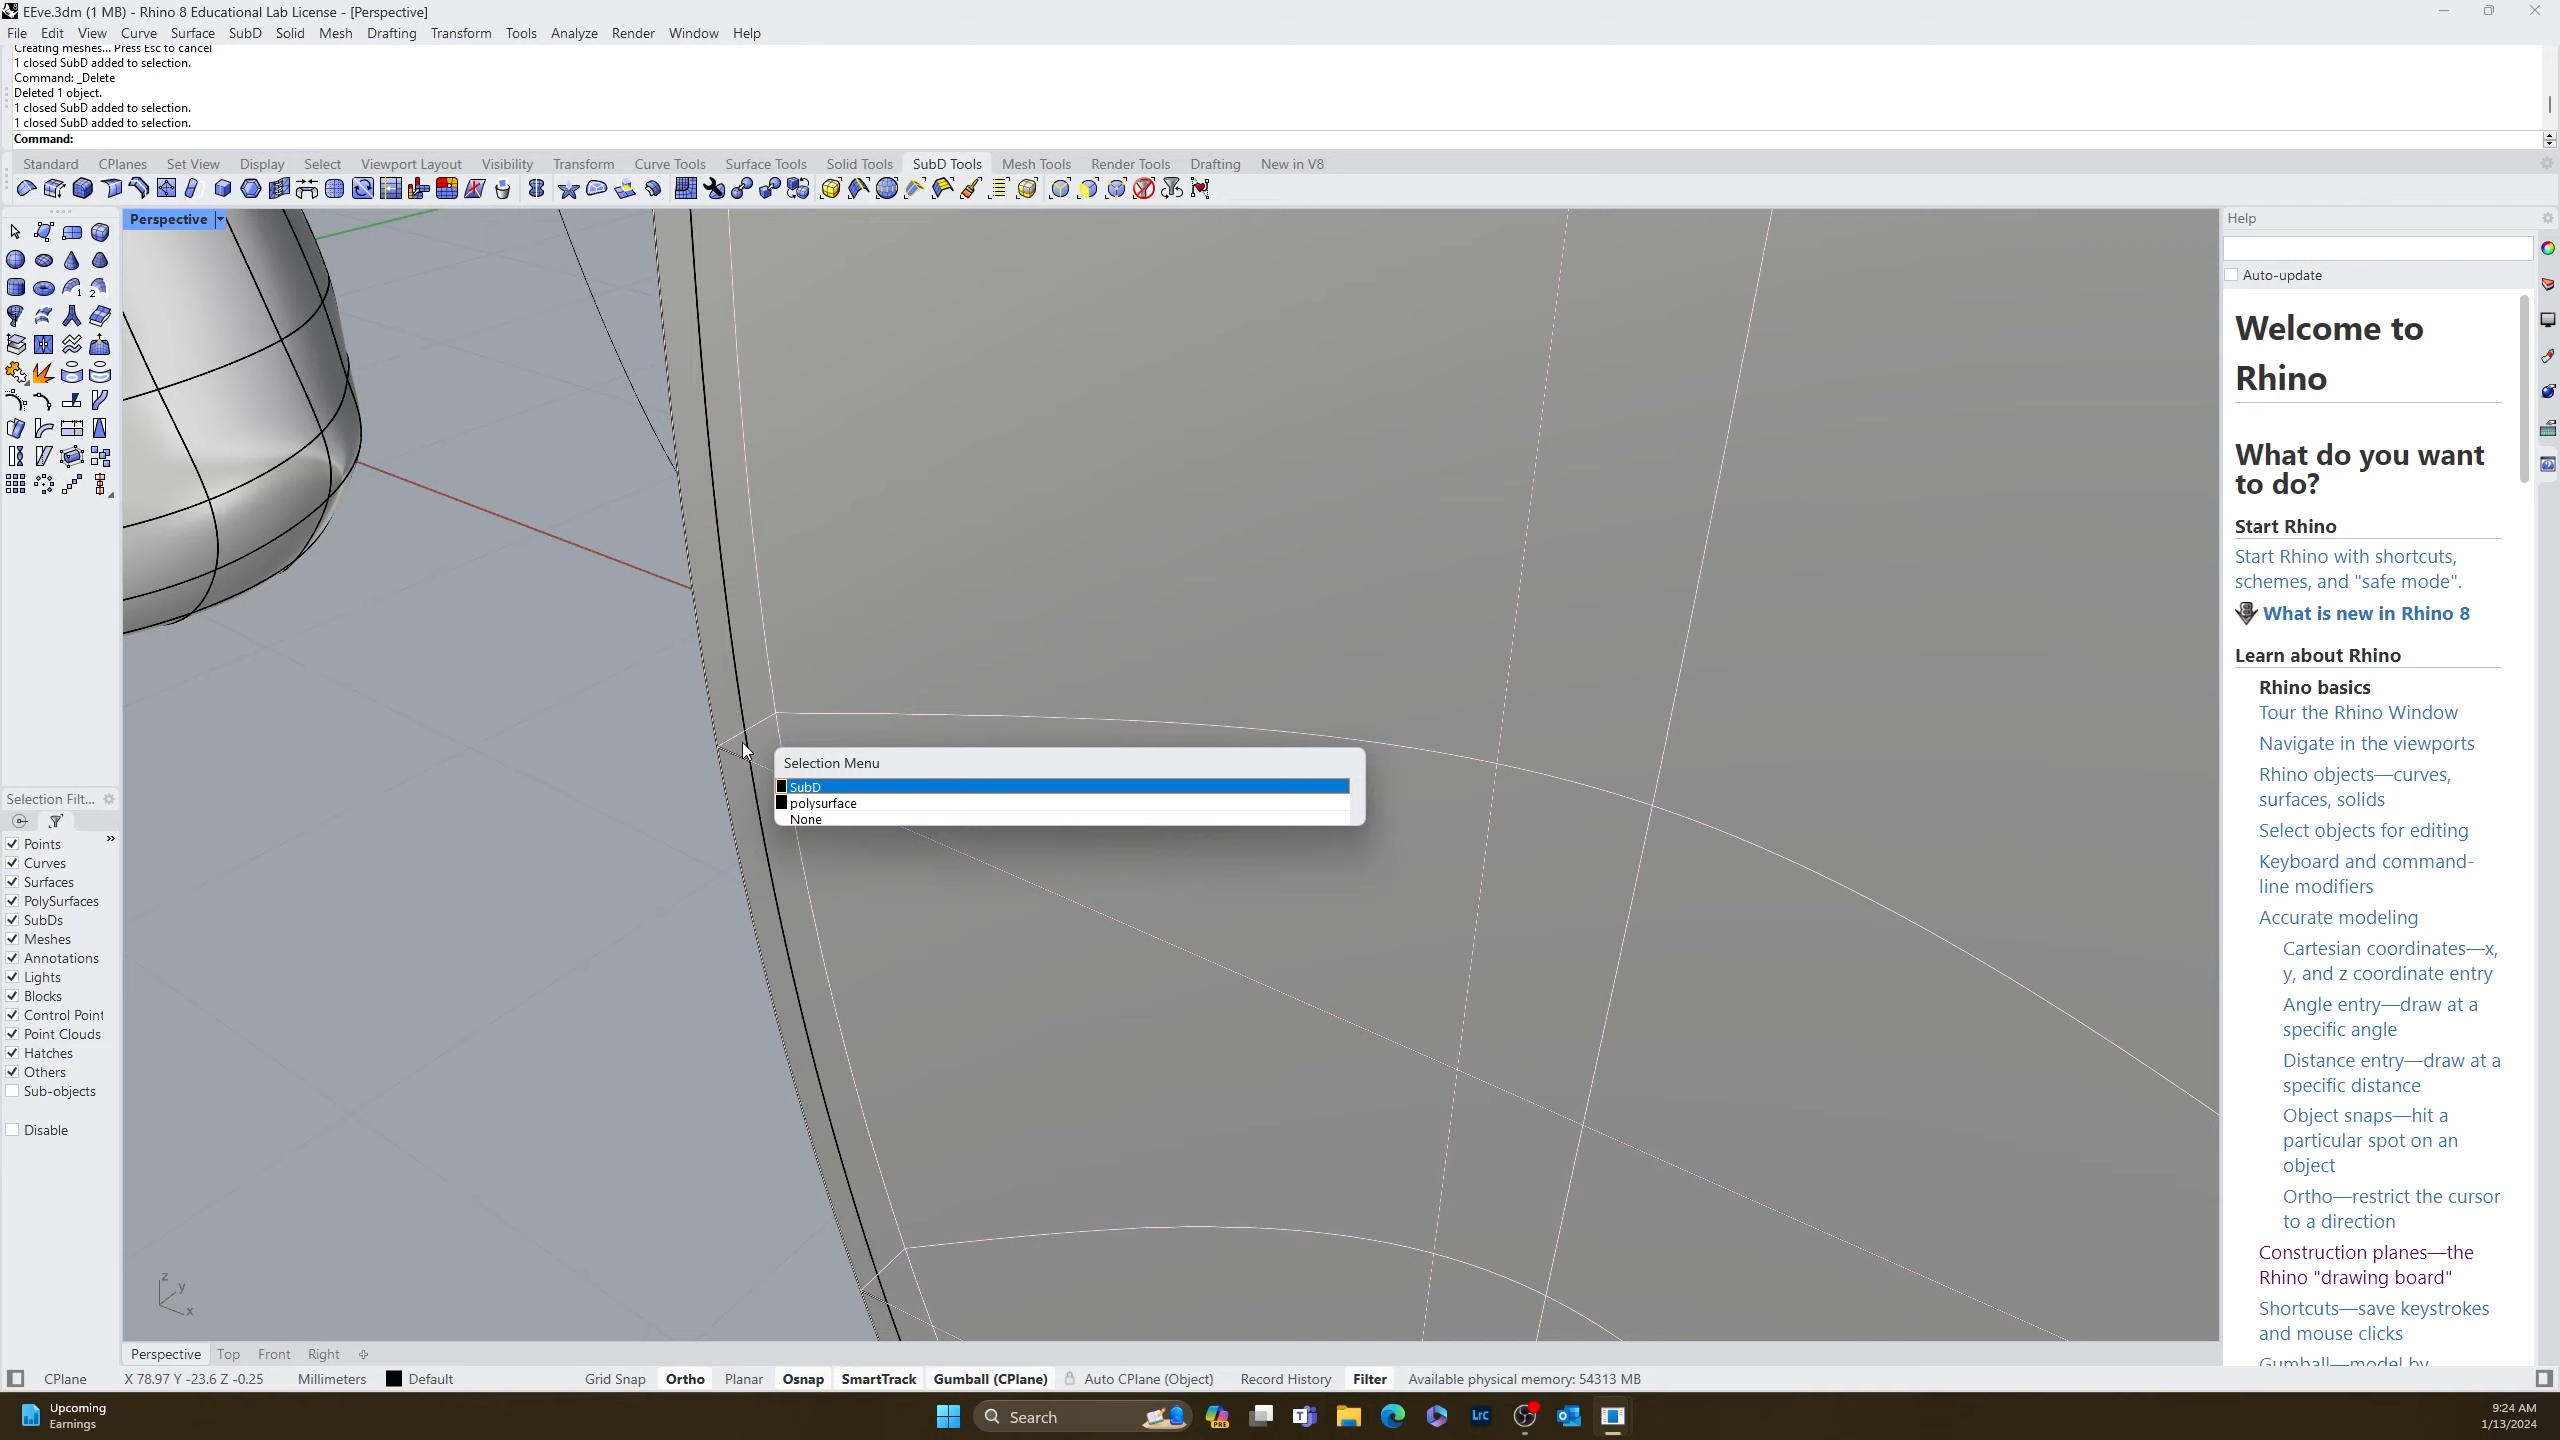 EEve.3dm (1 MB) - Rhino 8 Educational Lab License - [Perspective]
File Edit View Curve Surface SubD Solid Mesh Drafting Transform Tools Analyze Render Window Help
Creating meshes... Press Esc to cancel
1 closed SubD added to selection.
Command: _Delete
Deleted 1 object.
1 closed SubD added to selection.
1 closed SubD added to selection.
Command:
Standard CPlanes Set View Display Select Viewport Layout Visibility Transform Curve Tools Surface Tools Solid Tools SubD Tools Mesh Tools Render Tools Drafting New in V8
Perspective
Help
Auto-update
Welcome to
Rhino
What do you want
to do?
Start Rhino
Start Rhino with shortcuts,
schemes, and "safe mode".
What is new in Rhino 8
Learn about Rhino
Rhino basics
Tour the Rhino Window
Navigate in the viewports
Rhino objects—curves,
surfaces, solids
Select objects for editing
Keyboard and command-
line modifiers
Accurate modeling
Cartesian coordinates—x,
y, and z coordinate entry
Angle entry—draw at a
specific angle
Distance entry—draw at a
specific distance
Object snaps—hit a
particular spot on an
object
Ortho—restrict the cursor
to a direction
Construction planes—the
Rhino "drawing board"
Shortcuts—save keystrokes
and mouse clicks
Gumball—model by
Selection Menu
SubD
polysurface
None
Selection Filt...
Points
Curves
Surfaces
PolySurfaces
SubDs
Meshes
Annotations
Lights
Blocks
Control Point
Point Clouds
Hatches
Others
Sub-objects
Disable
z
y
x
Perspective Top Front Right
CPlane X 78.97 Y -23.6 Z -0.25 Millimeters Default Grid Snap Ortho Planar Osnap SmartTrack Gumball (CPlane) Auto CPlane (Object) Record History Filter Available physical memory: 54313 MB
Upcoming
Earnings
Search
PRE
Lrc
9:24 AM
1/13/2024